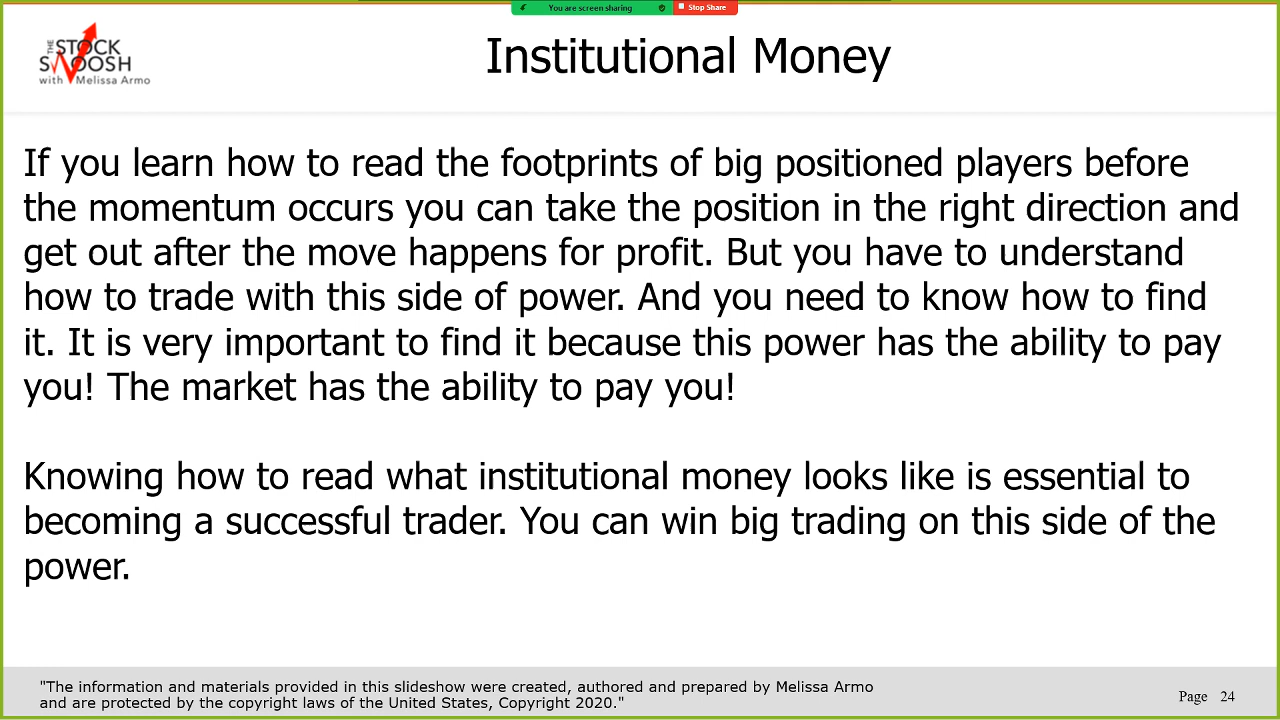 You are screen sharing
Stop Share
THE
STOCK
SWOOSH
with Melissa Armo
Institutional Money
If you learn how to read the footprints of big positioned players before
the momentum occurs you can take the position in the right direction and
get out after the move happens for profit. But you have to understand
how to trade with this side of power. And you need to know how to find
it. It is very important to find it because this power has the ability to pay
you! The market has the ability to pay you!
Knowing how to read what institutional money looks like is essential to
becoming a successful trader. You can win big trading on this side of the
power.
"The information and materials provided in this slideshow were created, authored and prepared by Melissa Armo
and are protected by the copyright laws of the United States, Copyright 2020."
Page 24